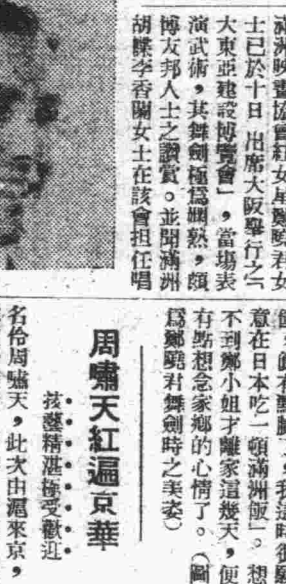 滿洲映畫協會紅女星鄭曉君女
士已於十日出席大阪舉行之「
大東亞建設博覽會」，當場表
演武術，其舞劍極爲嫻熟，頗
博友邦人士之讚賞。並聞滿洲
胡蝶李香蘭女士在該會担任唱
意在日本吃一頓滿洲飯」。想
不到鄭小姐才離家這幾天，便
有點想念家鄉的心情了。（圖
爲鄭曉君舞劍時之美姿）
周嘯天紅遍京華
技藝精湛極受歡迎
名伶周嘯天，此次由滬來京，